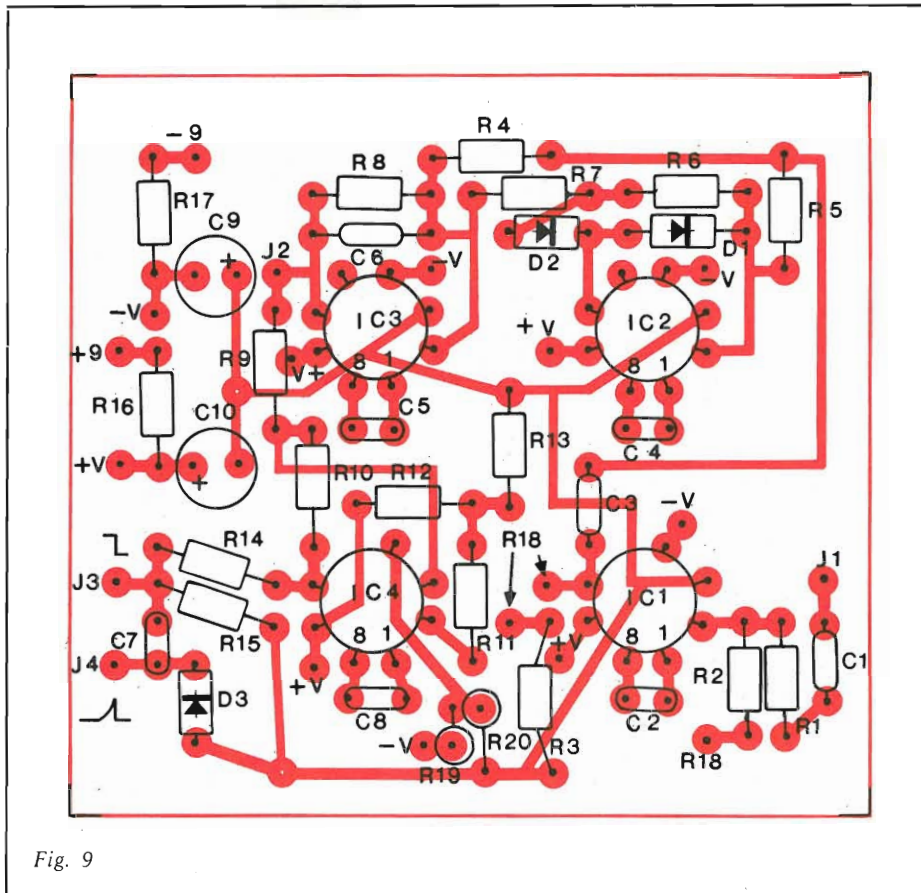 -9
R4
R8
R7
R6
R17
C9
J2
R5
+
C6
-V
D2
D1
-V
-V
IC3
+V
IC2
+9
R9
V+
8 1
8 1
R16
C10
C5
R13
C4
+V
+
R10
R12
C3
-V
R14
R18
J1
J3
IC4
IC1
R15
8 1
R11
8 1
C7
+V
R2
C1
J4
+V
D3
C8
C2
R1
-V
R20
R3
R18
R19
Fig. 9